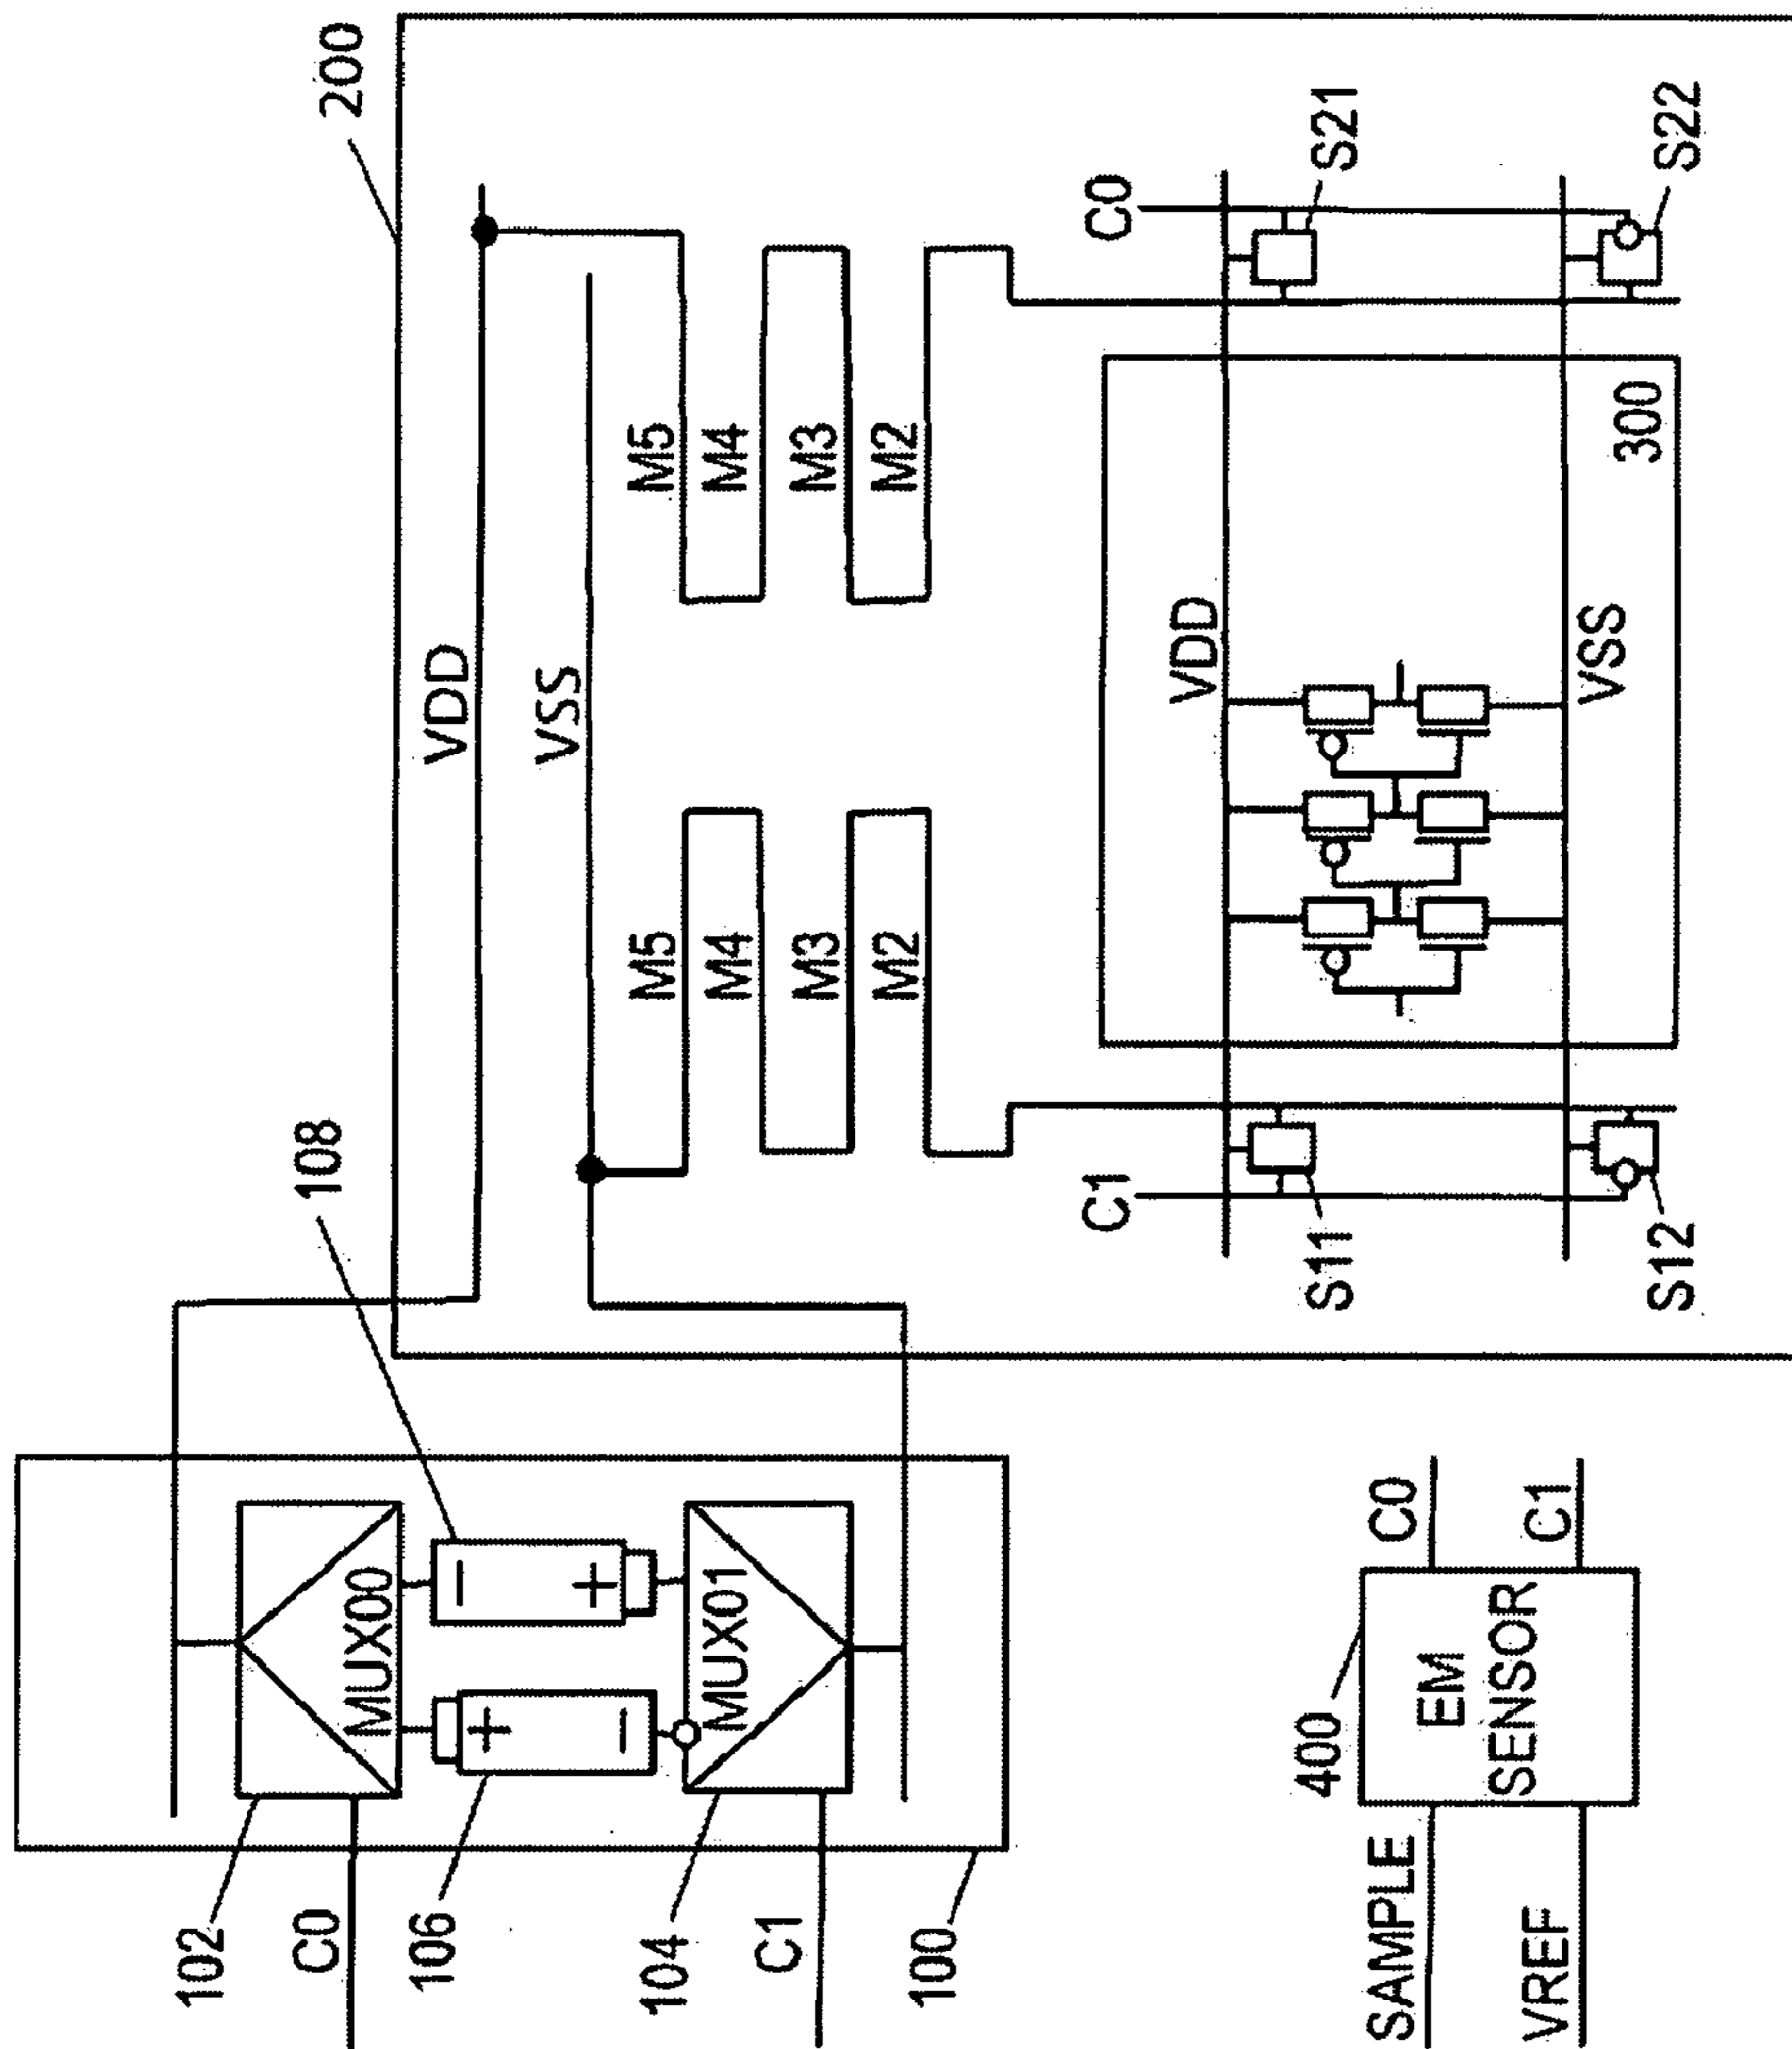 200
VDD
VSS
108
102
C0
MUX00
106
+
−
−
+
MUX01
104
C1
100
M5
M4
M3
M2
M5
M4
M3
M2
C1
C0
S11
S12
S21
S22
VDD
VSS
300
400
SAMPLE
VREF
EM
SENSOR
C0
C1